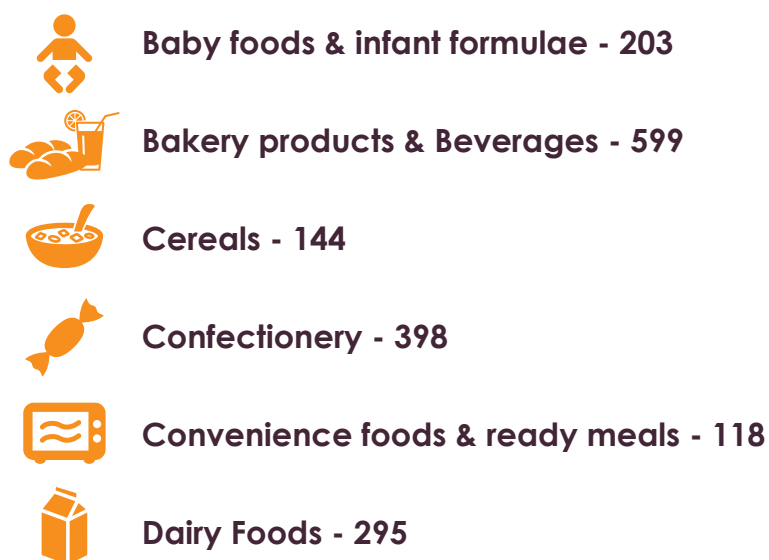 Baby foods & infant formulae - 203
Bakery products & Beverages - 599
Cereals - 144
Confectionery - 398
Convenience foods & ready meals - 118
Dairy Foods - 295